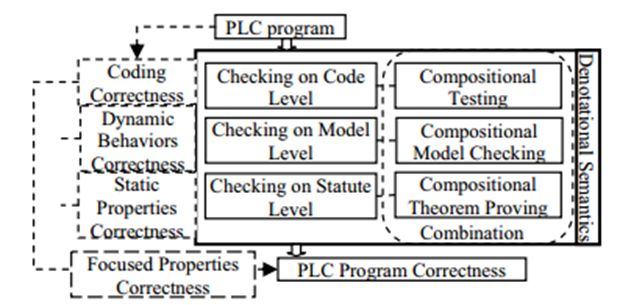 PLC program
Coding
Correctness
Dynamic
Behaviors
Correctness
Static
Properties
Correctness
Checking on Code
Level
Checking on Model
Level
Checking on Statute
Level
Compositional
Testing
Compositional
Model Checking
Compositional
Theorem Proving
Combination
Denotational Semantics
Focused Properties
Correctness
PLC Program Correctness